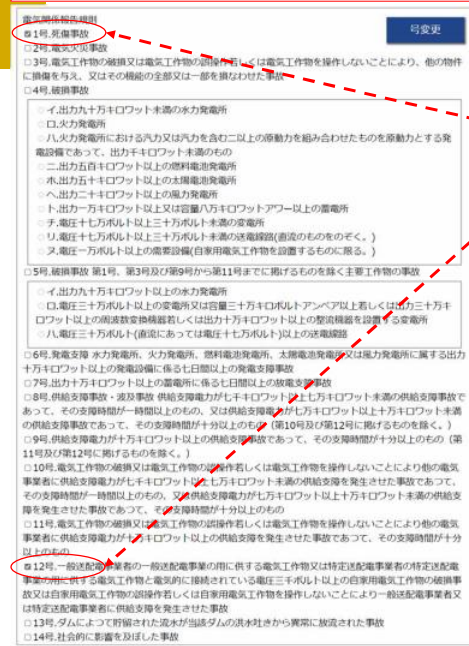 電気関係報告規則
号変更
☑1号.死傷事故
□2号.電気火災事故
□3号.電気工作物の破損又は電気工作物の誤操作若しくは電気工作物を操作しないことにより、他の物件
に損傷を与え、又はその機能の全部又は一部を損なわせた事故
□4号.破損事故
イ.出力九十万キロワット未満の水力発電所
ロ.火力発電所
ハ.火力発電所における汽力又は汽力を含む二以上の原動力を組み合わせたものを原動力とする発
電設備であって、出力千キロワット未満のもの
ニ.出力五百キロワット以上の燃料電池発電所
ホ.出力五十キロワット以上の太陽電池発電所
ヘ.出力二十キロワット以上の風力発電所
ト.出力一万キロワット以上又は容量八万キロワットアワー以上の蓄電所
チ.電圧十七万ボルト以上三十万ボルト未満の変電所
リ.電圧十七万ボルト以上三十万ボルト未満の送電線路(直流のものをのぞく。)
ヌ.電圧一万ボルト以上の需要設備(自家用電気工作物を設置するものに限る。)
□5号.破損事故 第1号、第3号及び第9号から第11号までに掲げるものを除く主要工作物の事故
イ.出力九十万キロワット以上の水力発電所
ロ.電圧三十万ボルト以上の変電所又は容量三十万キロボルトアンペア以上若しくは出力三十万キ
ロワット以上の周波数変換機器若しくは出力十万キロワット以上の整流機器を設置する変電所
ハ.電圧三十万ボルト(直流にあっては電圧十七万ボルト)以上の送電線路
□6号.発電支障 水力発電所、火力発電所、燃料電池発電所、太陽電池発電所又は風力発電所に属する出力
十万キロワット以上の発電設備に係る七日間以上の発電支障事故
□7号.出力十万キロワット以上の蓄電所に係る七日間以上の放電支障事故
□8号.供給支障事故・波及事故 供給支障電力が七千キロワット以上七万キロワット未満の供給支障事故で
あって、その支障時間が一時間以上のもの、又は供給支障電力が七万キロワット以上十万キロワット未満
の供給支障事故であって、その支障時間が十分以上のもの（第10号及び第12号に掲げるものを除く。）
□9号.供給支障電力が十万キロワット以上の供給支障事故であって、その支障時間が十分以上のもの（第
11号及び第12号に掲げるものを除く。）
□10号.電気工作物の破損又は電気工作物の誤操作若しくは電気工作物を操作しないことにより他の電気
事業者に供給支障電力が七千キロワット以上七万キロワット未満の供給支障を発生させた事故であつて、
その支障時間が一時間以上のもの、又は供給支障電力が七万キロワット以上十万キロワット未満の供給支
障を発生させた事故であって、その支障時間が十分以上のもの
□11号.電気工作物の破損又は電気工作物の誤操作若しくは電気工作物を操作しないことにより他の電気
事業者に供給支障電力が十万キロワット以上の供給支障を発生させた事故であつて、その支障時間が十分
以上のもの
☑12号.一般送配電事業者の一般送配電事業の用に供する電気工作物又は特定送配電事業者の特定送配電
事業の用に供する電気工作物と電気的に接続されている電圧三千ボルト以上の自家用電気工作物の破損事
故又は自家用電気工作物の誤操作若しくは自家用電気工作物を操作しないことにより一般送配電事業者又
は特定送配電事業者に供給支障を発生させた事故
□13号.ダムによつて貯留された流水が当該ダムの洪水吐きから異常に放流された事故
□14号.社会的に影響を及ぼした事故